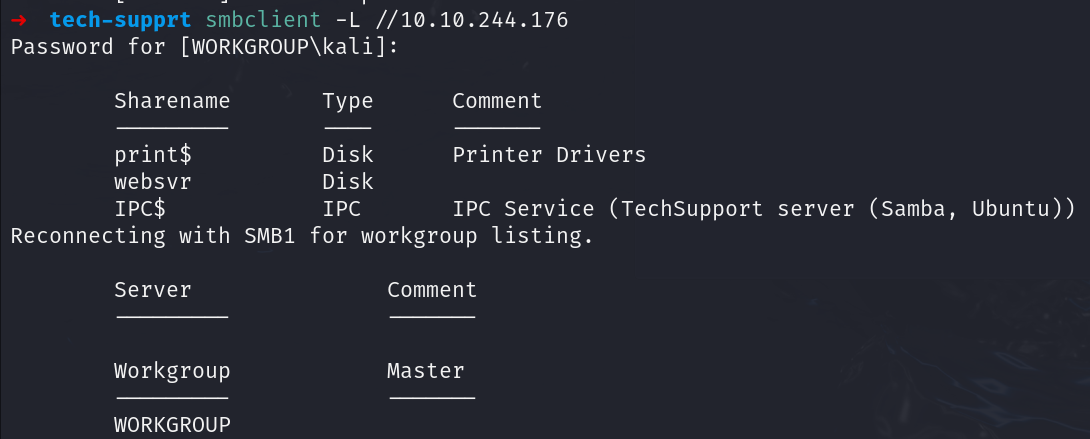 → tech-supprt smbclient -L //10.10.244.176
Password for [WORKGROUP\kali]:
Sharename Type Comment
--------- ---- -------
print$ Disk Printer Drivers
websvr Disk
IPC$ IPC IPC Service (TechSupport server (Samba, Ubuntu))
Reconnecting with SMB1 for workgroup listing.
Server Comment
--------- -------
Workgroup Master
--------- -------
WORKGROUP